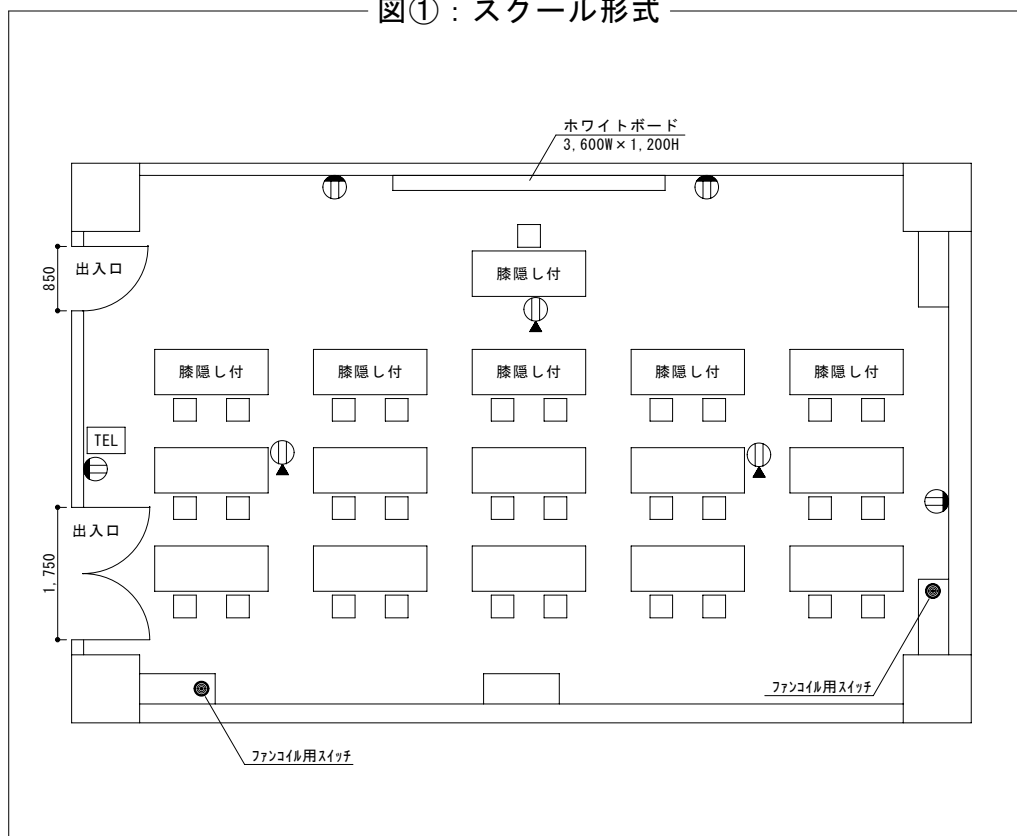 図①：スクール形式
ホワイトボード
3,600W×1,200H
850
出入口
膝隠し付
膝隠し付
膝隠し付
膝隠し付
膝隠し付
膝隠し付
TEL
出入口
1,750
ﾌｧﾝｺｲﾙ用ｽｲｯﾁ
ﾌｧﾝｺｲﾙ用ｽｲｯﾁ